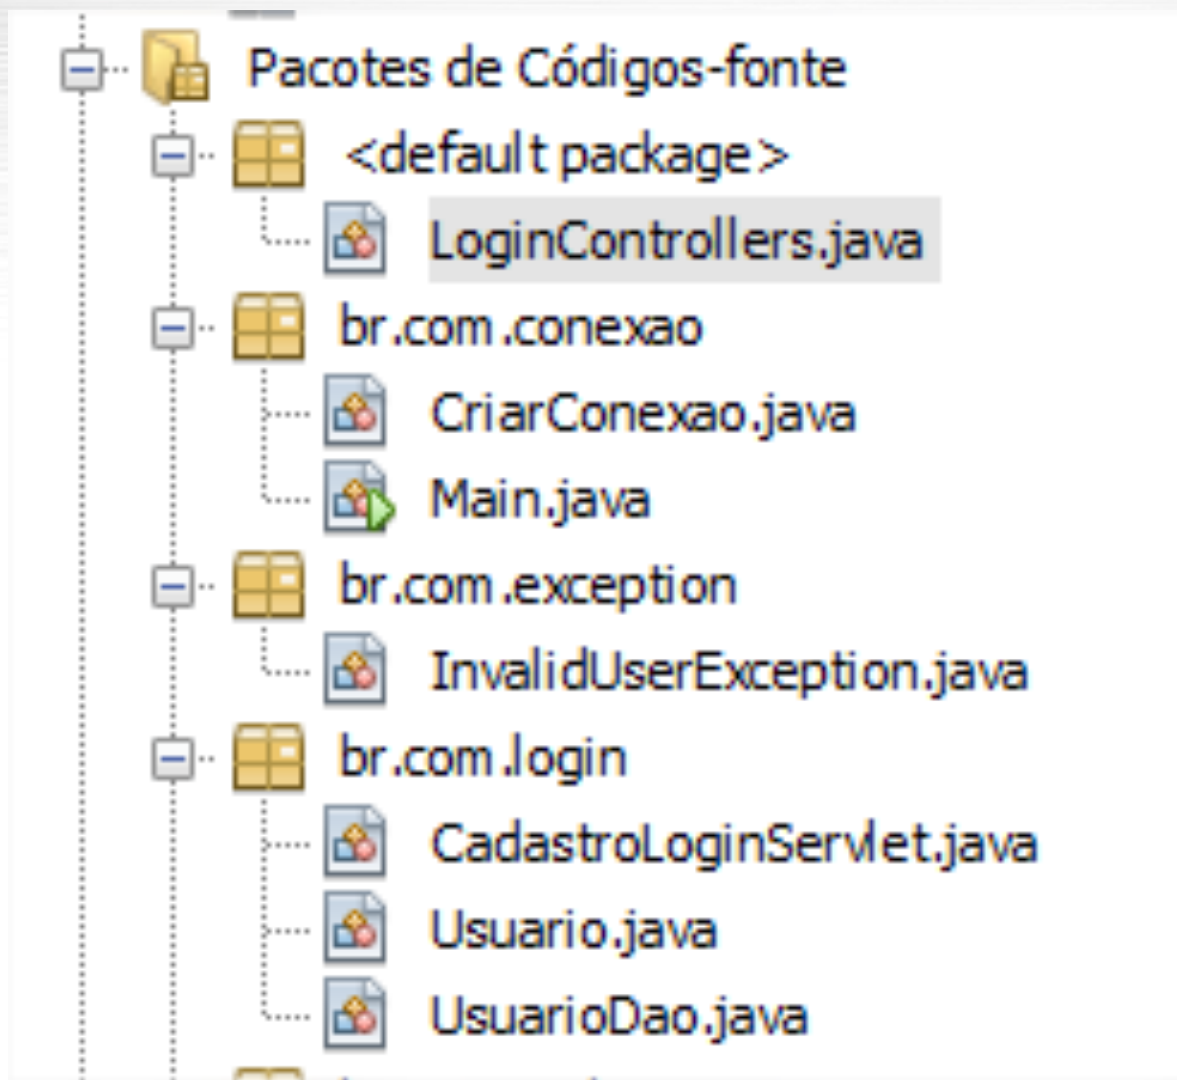 Pacotes de Códigos-fonte
<default package>
LoginControllers.java
br.com.conexao
CriarConexao.java
Main.java
br.com.exception
InvalidUserException.java
br.com.login
CadastroLoginServlet.java
Usuario.java
UsuarioDao.java